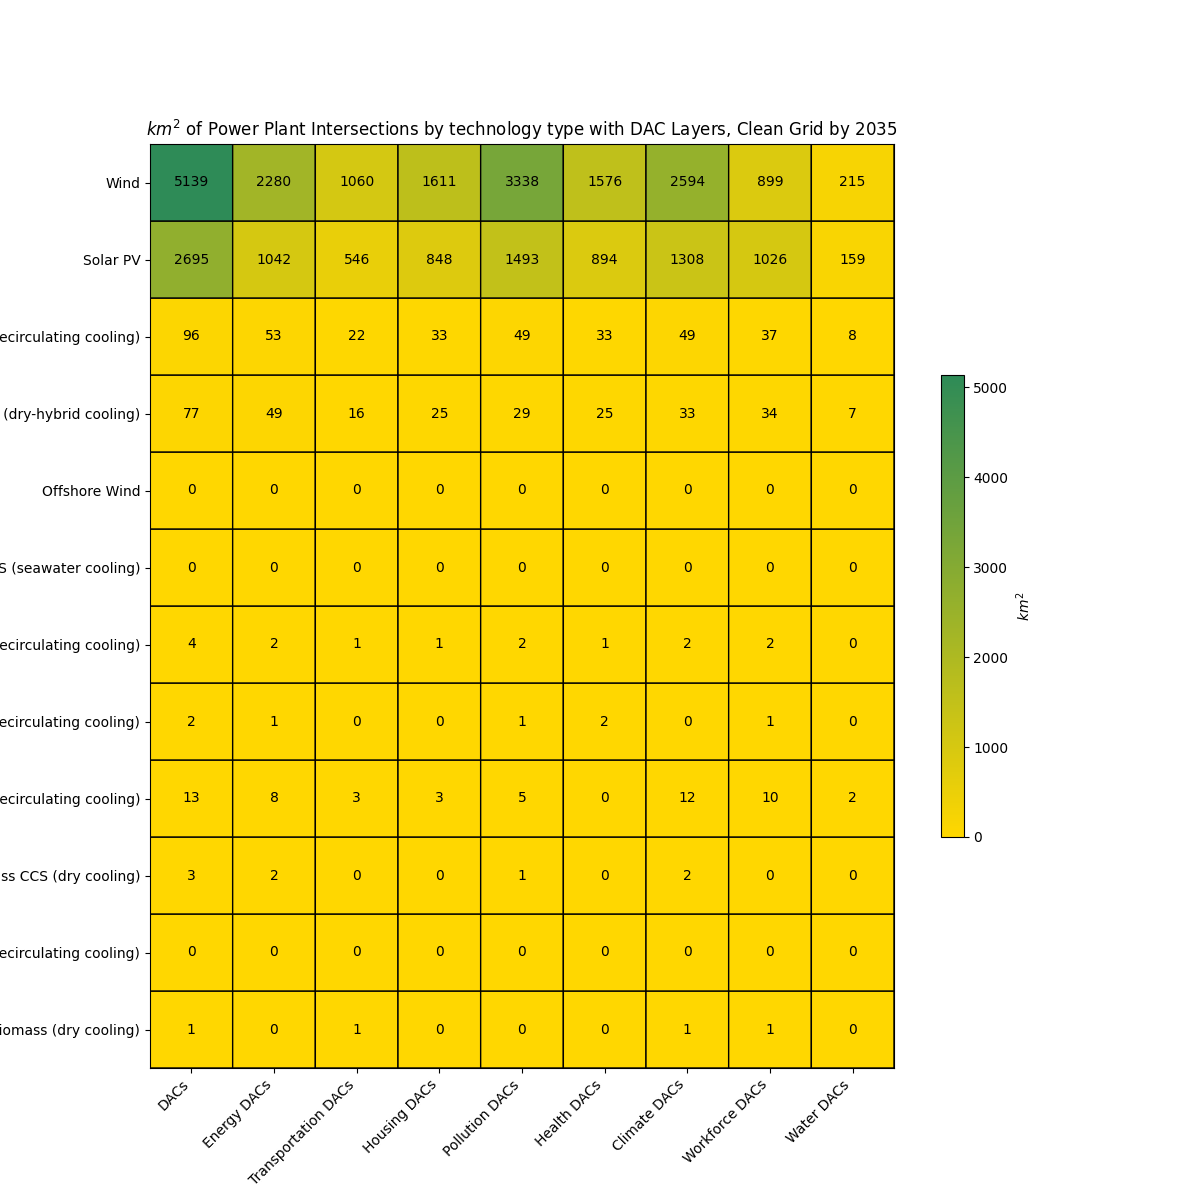 km² of Power Plant Intersections by technology type with DAC Layers, Clean Grid by 2035
Wind 5139 2280 1060 1611 3338 1576 2594 899 215
Solar PV 2695 1042 546 848 1493 894 1308 1026 159
ecirculating cooling) 96 53 22 33 49 33 49 37 8
(dry-hybrid cooling) 77 49 16 25 29 25 33 34 7
Offshore Wind 0 0 0 0 0 0 0 0 0
S (seawater cooling) 0 0 0 0 0 0 0 0 0
ecirculating cooling) 4 2 1 1 2 1 2 2 0
ecirculating cooling) 2 1 0 0 1 2 0 1 0
ecirculating cooling) 13 8 3 3 5 0 12 10 2
ss CCS (dry cooling) 3 2 0 0 1 0 2 0 0
ecirculating cooling) 0 0 0 0 0 0 0 0 0
iomass (dry cooling) 1 0 1 0 0 0 1 1 0
DACs Energy DACs Transportation DACs Housing DACs Pollution DACs Health DACs Climate DACs Workforce DACs Water DACs
5000
4000
3000
2000
1000
0
km²